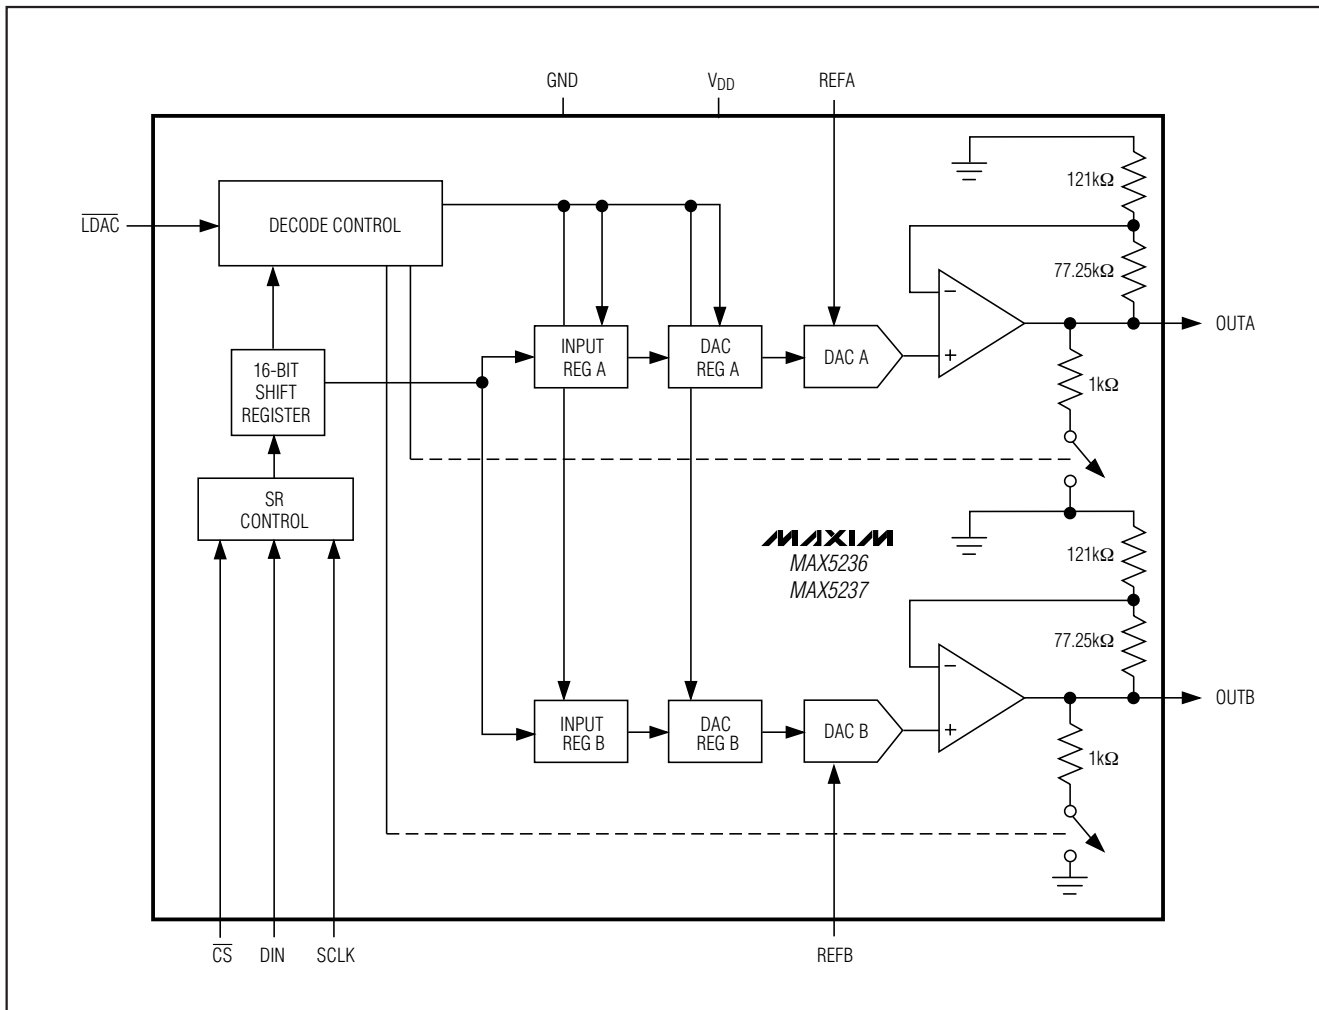 GND
VDD
REFA
121kΩ
LDAC
DECODE CONTROL
77.25kΩ
−
+
OUTA
INPUT
REG A
DAC
REG A
DAC A
16-BIT
SHIFT
REGISTER
1kΩ
SR
CONTROL
MAXIM
MAX5236
MAX5237
121kΩ
77.25kΩ
−
+
OUTB
INPUT
REG B
DAC
REG B
DAC B
1kΩ
CS
DIN
SCLK
REFB